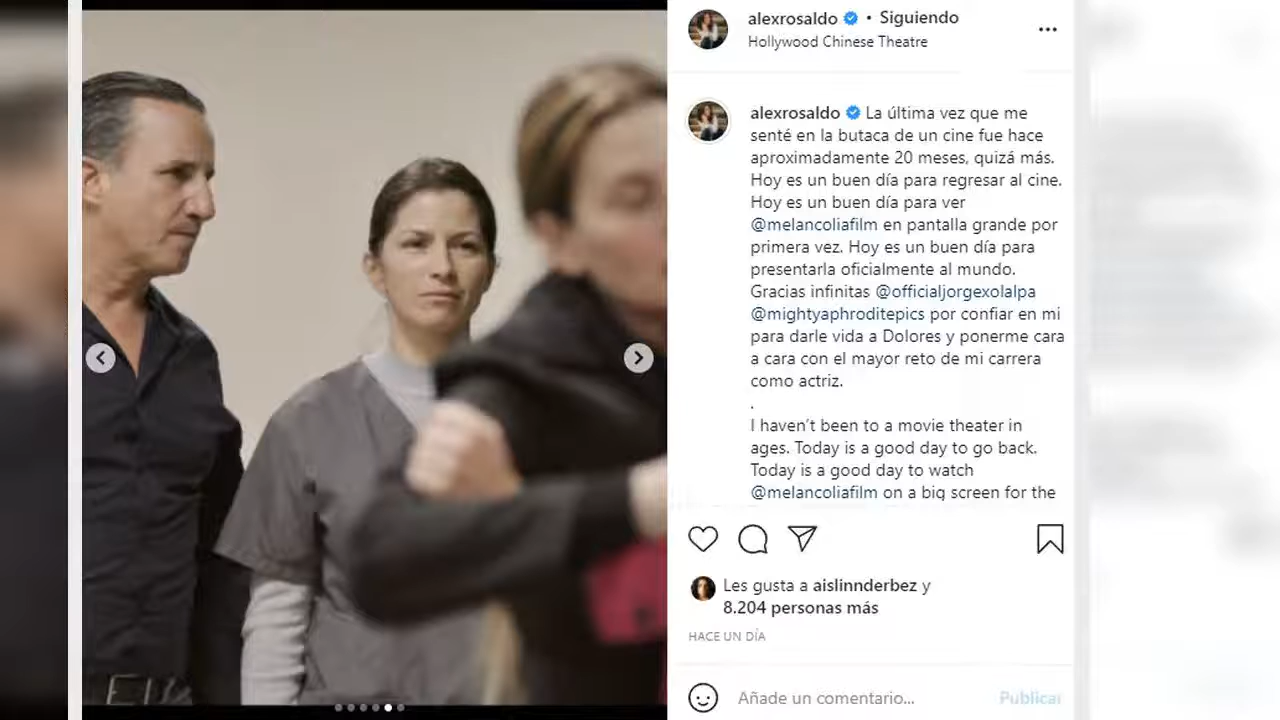 alexrosaldo • Siguiendo
Hollywood Chinese Theatre
alexrosaldo La última vez que me
senté en la butaca de un cine fue hace
aproximadamente 20 meses, quizá más.
Hoy es un buen día para regresar al cine.
Hoy es un buen día para ver
@melancoliafilm en pantalla grande por
primera vez. Hoy es un buen día para
presentarla oficialmente al mundo.
Gracias infinitas @officialjorgexolalpa
@mightyaphroditepics por confiar en mi
para darle vida a Dolores y ponerme cara
a cara con el mayor reto de mi carrera
como actriz.
.
I haven’t been to a movie theater in
ages. Today is a good day to go back.
Today is a good day to watch
@melancoliafilm on a big screen for the
Les gusta a aislinnderbez y
8.204 personas más
HACE UN DÍA
Añade un comentario... Publicar